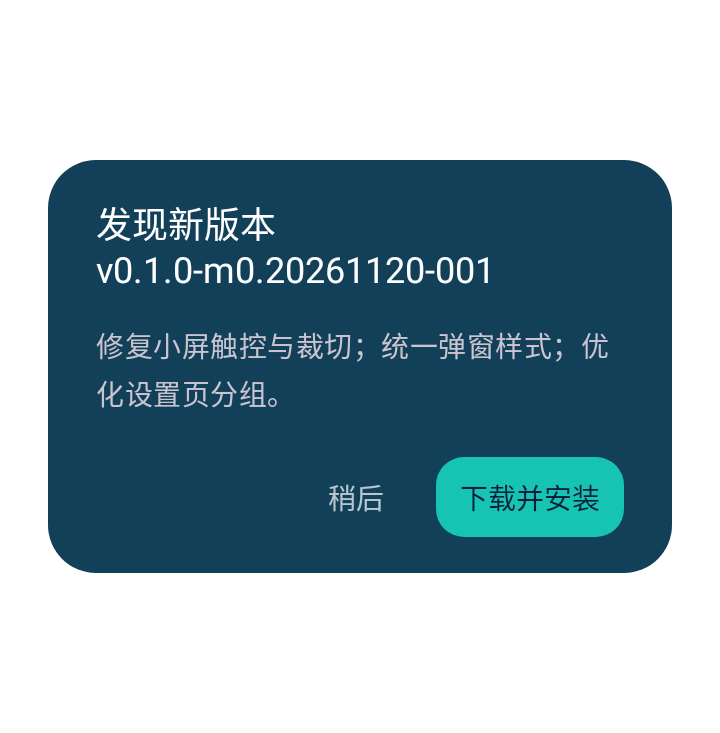 发现新版本
v0.1.0-m0.20261120-001
修复小屏触控与裁切；统一弹窗样式；优
化设置页分组。
稍后
下载并安装